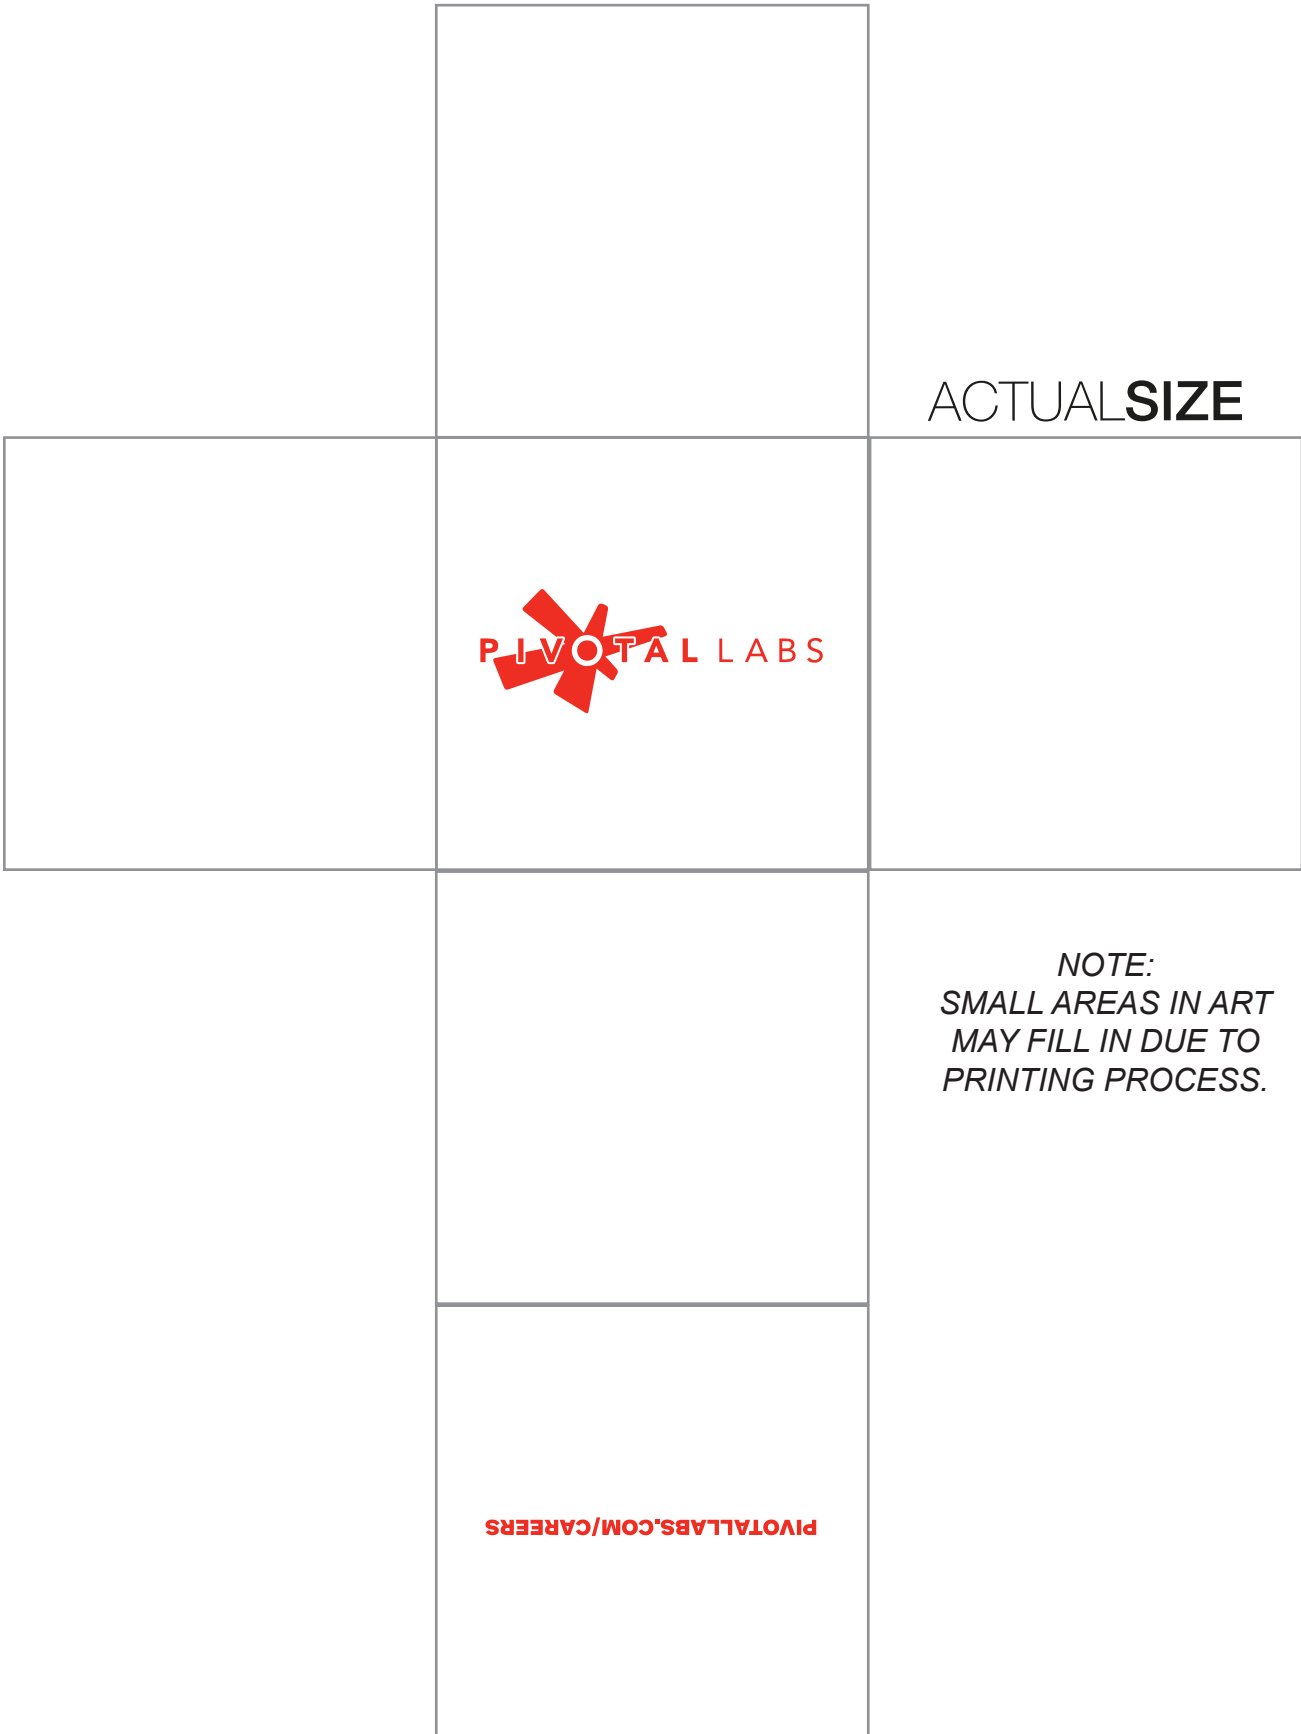 ACTUALSIZE
PIVOTAL LABS
NOTE:
SMALL AREAS IN ART
MAY FILL IN DUE TO
PRINTING PROCESS.
PIVOTALLABS.COM/CAREERS